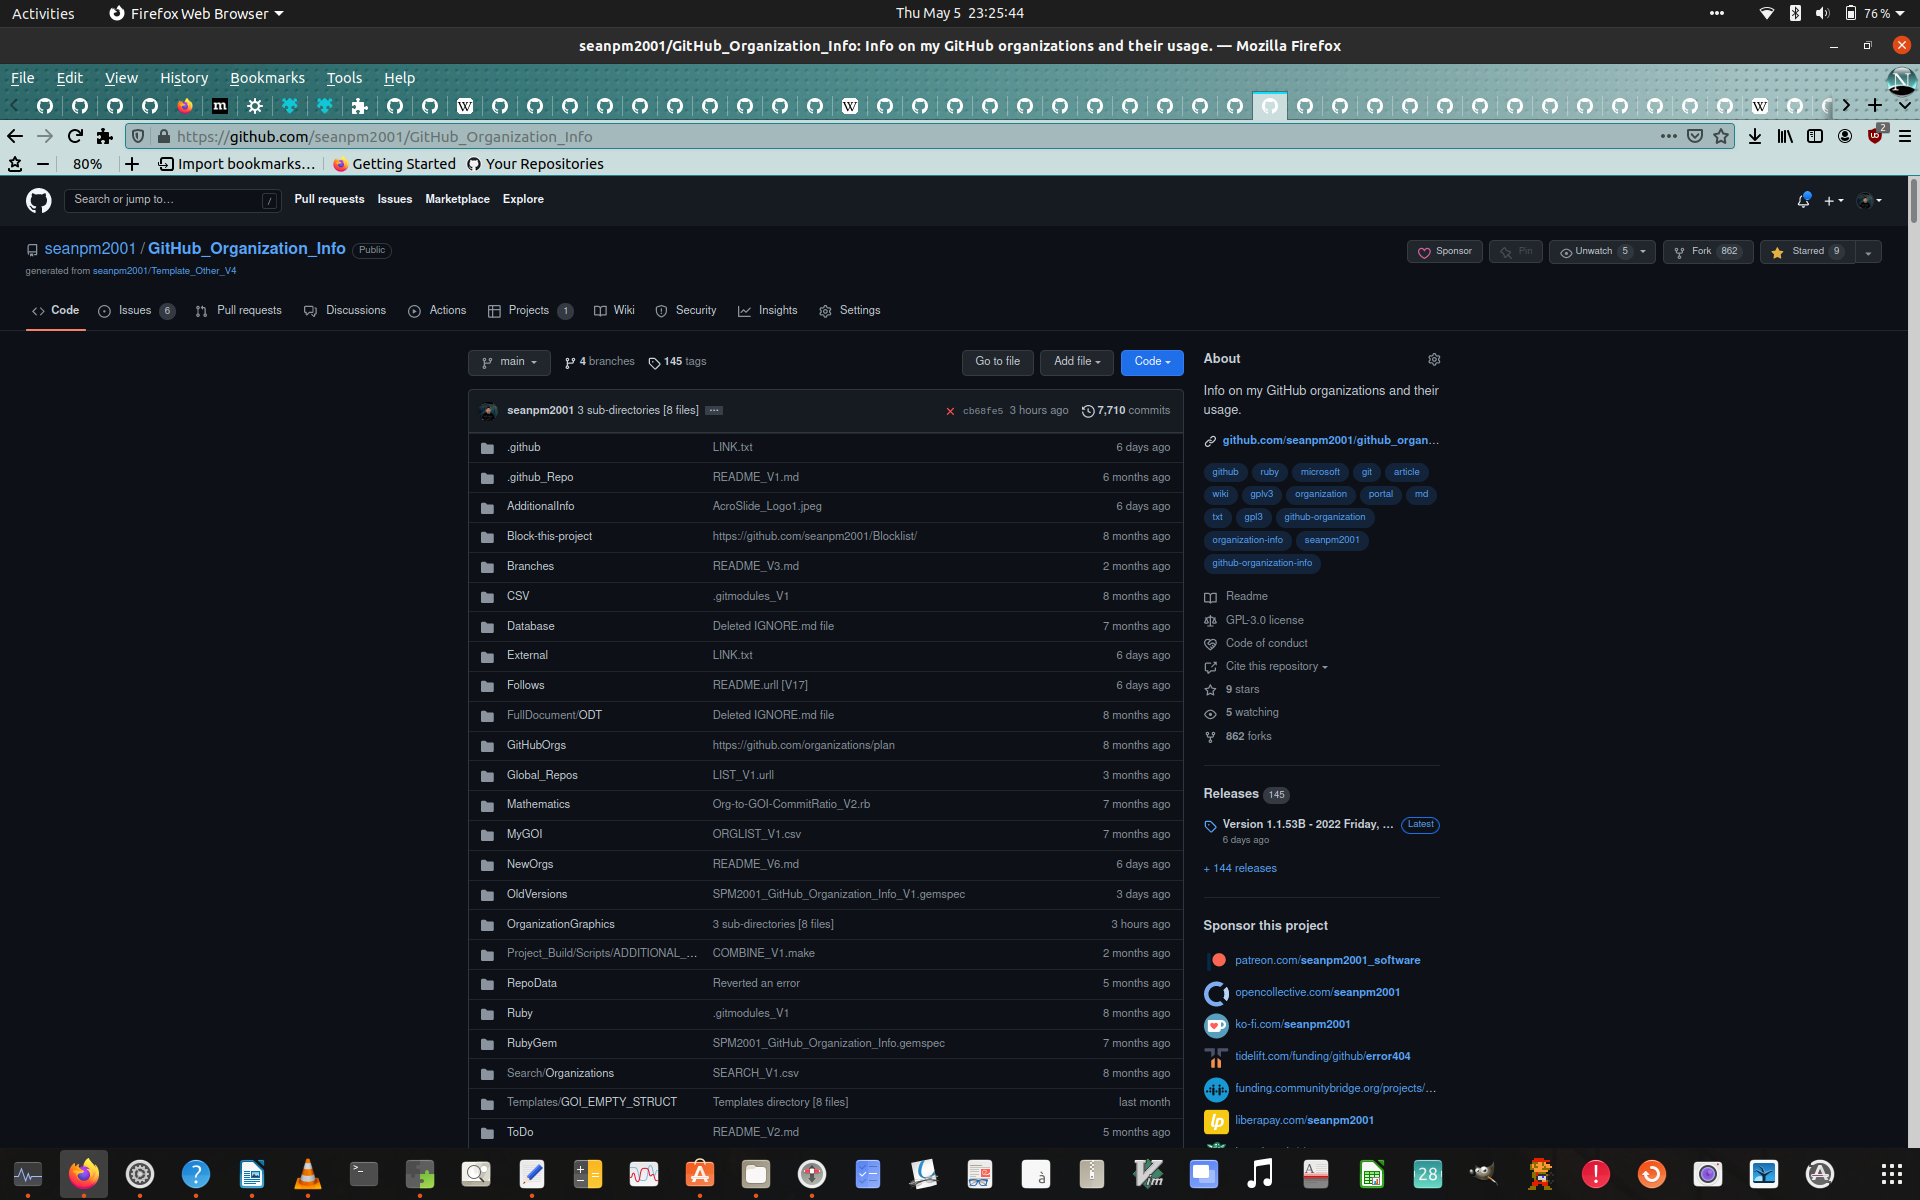 Activities
Firefox Web Browser
Thu May 5 23:25:44
76 %
seanpm2001/GitHub_Organization_Info: Info on my GitHub organizations and their usage. — Mozilla Firefox
File Edit View History Bookmarks Tools Help
https://github.com/seanpm2001/GitHub_Organization_Info
2
80% Import bookmarks… Getting Started Your Repositories
Search or jump to… / Pull requests Issues Marketplace Explore
seanpm2001 / GitHub_Organization_Info Public
generated from seanpm2001/Template_Other_V4
Sponsor Pin Unwatch 5 Fork 862 Starred 9
Code Issues 6 Pull requests Discussions Actions Projects 1 Wiki Security Insights Settings
main 4 branches 145 tags Go to file Add file Code
seanpm2001 3 sub-directories [8 files] ... cb68fe5 3 hours ago 7,710 commits
.github LINK.txt 6 days ago
.github_Repo README_V1.md 6 months ago
AdditionalInfo AcroSlide_Logo1.jpeg 6 days ago
Block-this-project https://github.com/seanpm2001/Blocklist/ 8 months ago
Branches README_V3.md 2 months ago
CSV .gitmodules_V1 8 months ago
Database Deleted IGNORE.md file 7 months ago
External LINK.txt 6 days ago
Follows README.urll [V17] 6 days ago
FullDocument/ODT Deleted IGNORE.md file 8 months ago
GitHubOrgs https://github.com/organizations/plan 8 months ago
Global_Repos LIST_V1.urll 3 months ago
Mathematics Org-to-GOI-CommitRatio_V2.rb 7 months ago
MyGOI ORGLIST_V1.csv 7 months ago
NewOrgs README_V6.md 6 days ago
OldVersions SPM2001_GitHub_Organization_Info_V1.gemspec 3 days ago
OrganizationGraphics 3 sub-directories [8 files] 3 hours ago
Project_Build/Scripts/ADDITIONAL_... COMBINE_V1.make 2 months ago
RepoData Reverted an error 5 months ago
Ruby .gitmodules_V1 8 months ago
RubyGem SPM2001_GitHub_Organization_Info.gemspec 7 months ago
Search/Organizations SEARCH_V1.csv 8 months ago
Templates/GOI_EMPTY_STRUCT Templates directory [8 files] last month
ToDo README_V2.md 5 months ago
About
Info on my GitHub organizations and their
usage.
github.com/seanpm2001/github_organ…
github ruby microsoft git article
wiki gplv3 organization portal md
txt gpl3 github-organization
organization-info seanpm2001
github-organization-info
Readme
GPL-3.0 license
Code of conduct
Cite this repository
9 stars
5 watching
862 forks
Releases 145
Version 1.1.53B - 2022 Friday, ... Latest
6 days ago
+ 144 releases
Sponsor this project
patreon.com/seanpm2001_software
opencollective.com/seanpm2001
ko-fi.com/seanpm2001
tidelift.com/funding/github/error404
funding.communitybridge.org/projects/...
liberapay.com/seanpm2001
28